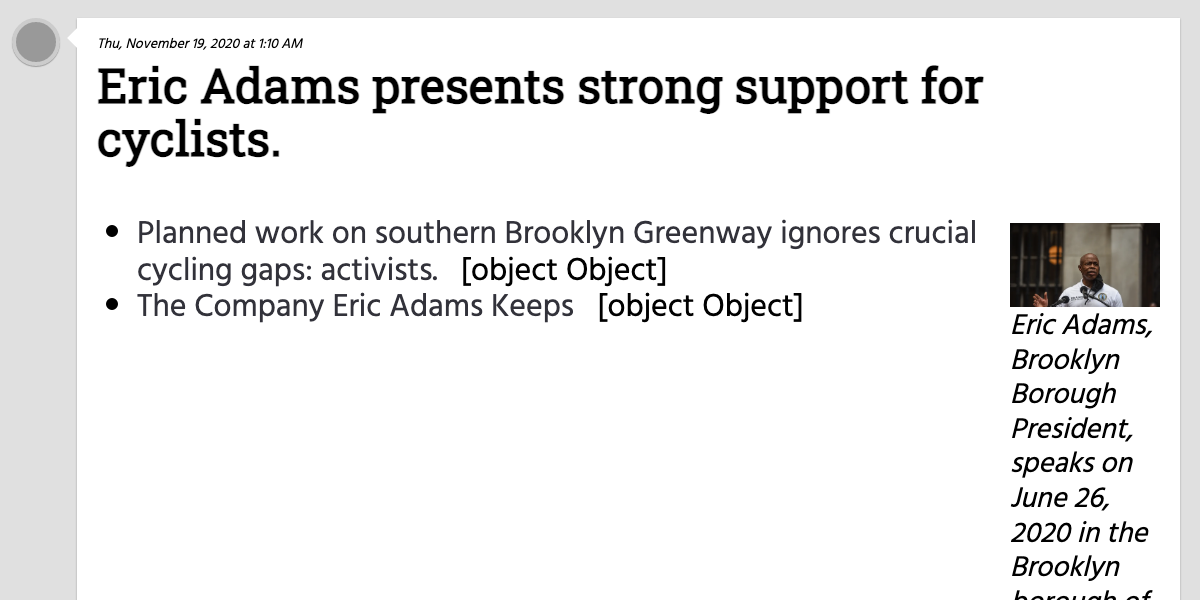 Thu, November 19, 2020 at 1:10 AM
Eric Adams presents strong support for
cyclists.
Planned work on southern Brooklyn Greenway ignores crucial
cycling gaps: activists. [object Object]
The Company Eric Adams Keeps [object Object]
Eric Adams,
Brooklyn
Borough
President,
speaks on
June 26,
2020 in the
Brooklyn
borough of